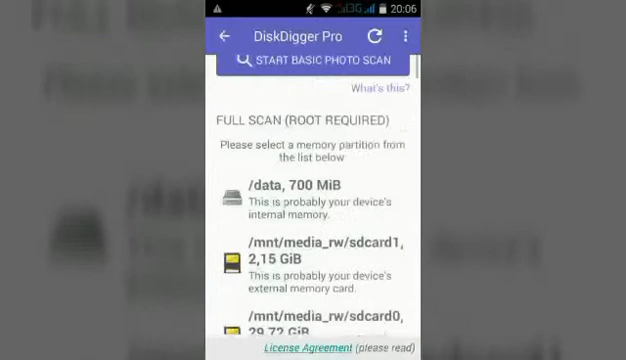 3G 20:06
DiskDigger Pro
START BASIC PHOTO SCAN
What's this?
FULL SCAN (ROOT REQUIRED)
Please select a memory partition from
the list below
/data, 700 MiB
This is probably your device's
internal memory.
/mnt/media_rw/sdcard1,
2,15 GiB
This is probably your device's
external memory card.
/mnt/media_rw/sdcard0,
29,72 GiB
License Agreement (please read)